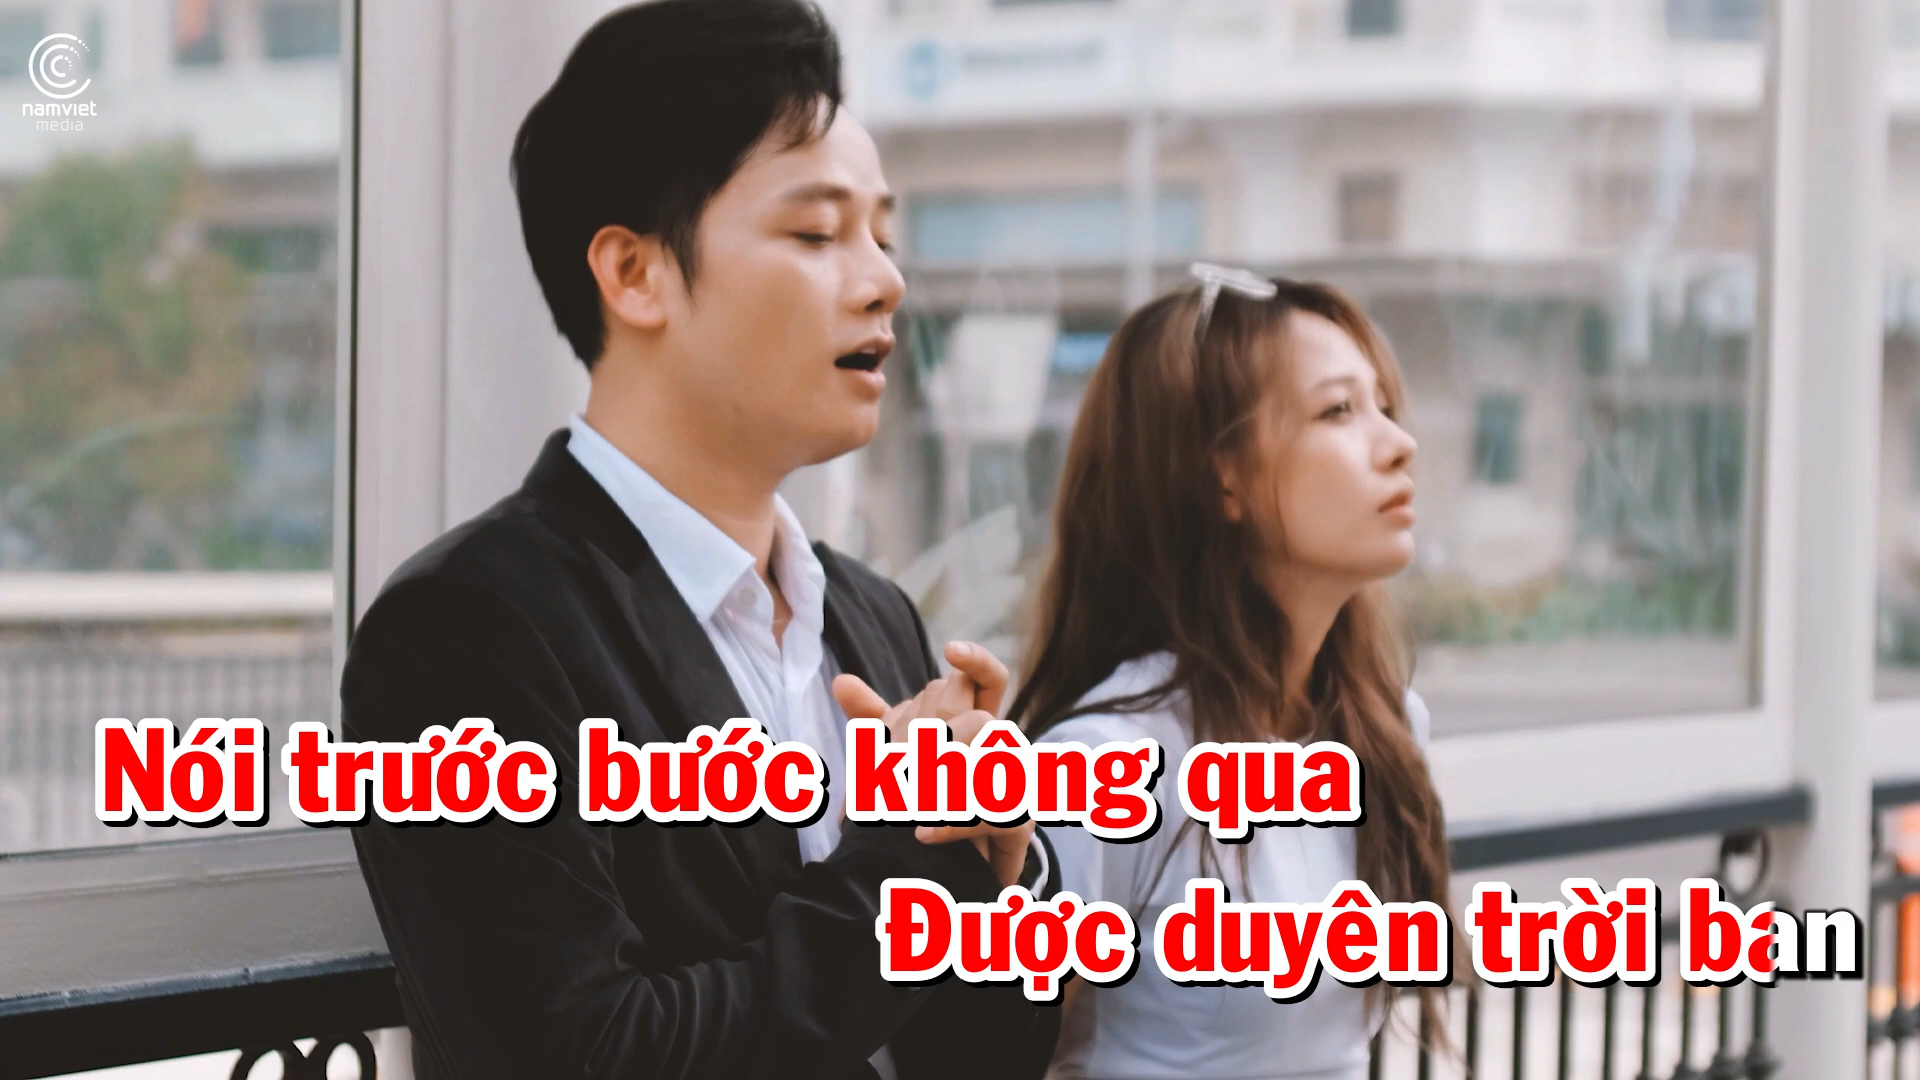 namviet
media
Nói trước bước không qua
Được duyên trời ban